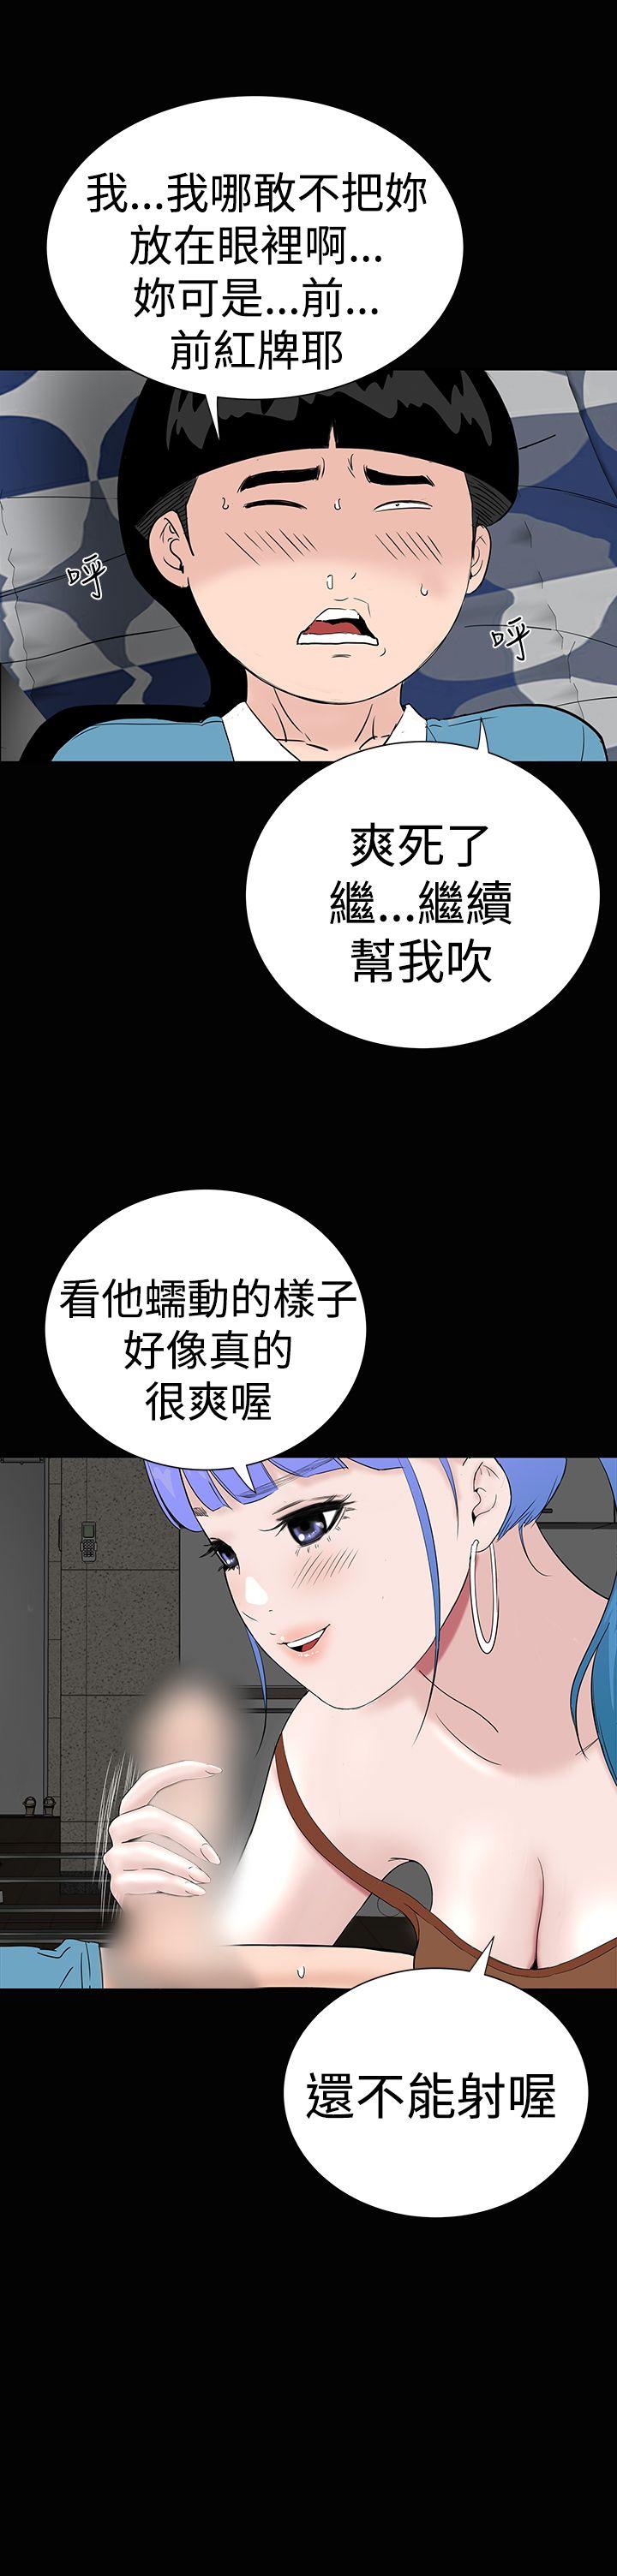 我…我哪敢不把妳
放在眼裡啊…
妳可是…前…
前紅牌耶
呼
呼
爽死了
繼…繼續
幫我吹
看他蠕動的樣子
好像真的
很爽喔
還不能射喔